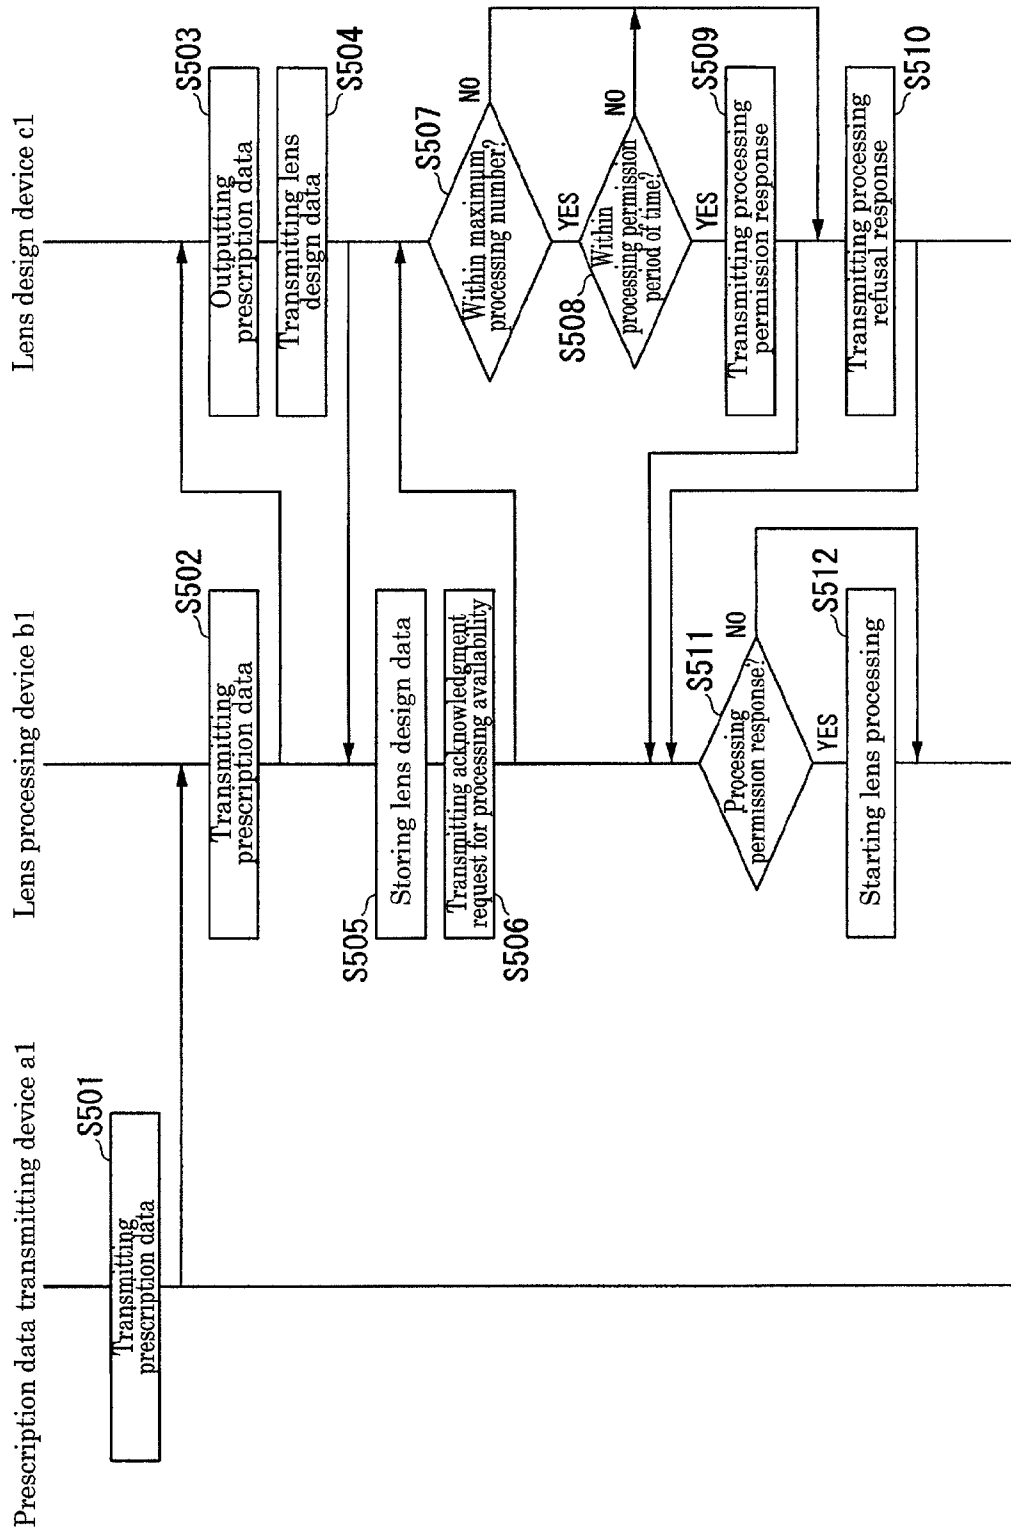 Prescription data transmitting device a1
Lens processing device b1
Lens design device c1
S501
Transmitting
prescription data
S502
Transmitting
prescription data
S503
Outputting
prescription data
S504
Transmitting lens
design data
S505
Storing lens design data
S506
Transmitting acknowledgment
request for processing availability
S507
Within maximum
processing number?
NO
YES
S508
Within
processing permission
period of time?
NO
YES
S509
Transmitting processing
permission response
S510
Transmitting processing
refusal response
S511
Processing
permission response?
NO
YES
S512
Starting lens processing